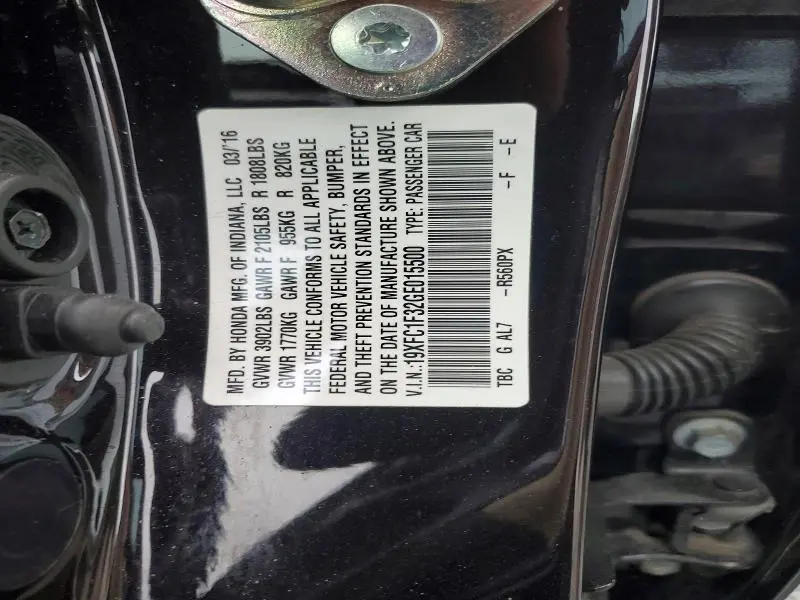 MFD. BY HONDA MFG. OF INDIANA, LLC 03/16
GVWR 3902LBS GAWR F 2105LBS R 1808LBS
GVWR 1770KG GAWR F 955KG R 820KG
THIS VEHICLE CONFORMS TO ALL APPLICABLE
FEDERAL MOTOR VEHICLE SAFETY, BUMPER,
AND THEFT PREVENTION STANDARDS IN EFFECT
ON THE DATE OF MANUFACTURE SHOWN ABOVE.
V.I.N.:19XFC1F32GE015500 TYPE: PASSENGER CAR
TBC G AL7 -R560PX -F -E